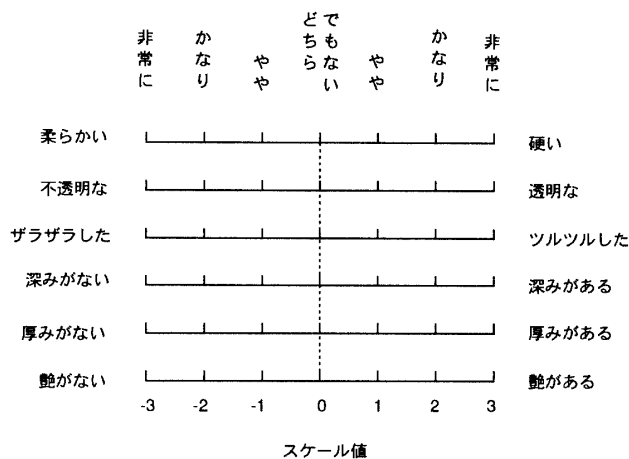 非常に
かなり
やや
どちら
でもない
やや
かなり
非常に
柔らかい 硬い
不透明な 透明な
ザラザラした ツルツルした
深みがない 深みがある
厚みがない 厚みがある
艶がない 艶がある
-3 -2 -1 0 1 2 3
スケール値